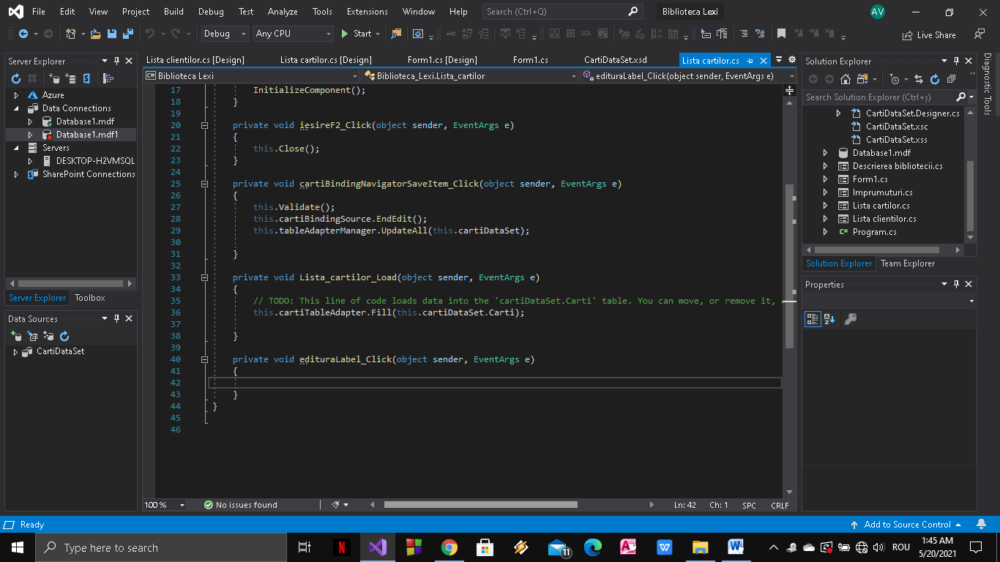 File Edit View Project Build Debug Test Analyze Tools Extensions Window Help Search (Ctrl+Q) Biblioteca Lexi AV
Debug Any CPU Start SQL Live Share
Server Explorer
Azure
Data Connections
Database1.mdf
Database1.mdf1
Servers
DESKTOP-H2VMSQL
SharePoint Connections
Server Explorer Toolbox
Data Sources
CartiDataSet
Lista clientilor.cs [Design] Lista cartilor.cs [Design] Form1.cs [Design] Form1.cs CartiDataSet.xsd Lista cartilor.cs
C# Biblioteca Lexi Biblioteca_Lexi.Lista_cartilor edituraLabel_Click(object sender, EventArgs e)
17 InitializeComponent();
18 }
19
20 private void iesireF2_Click(object sender, EventArgs e)
21 {
22 this.Close();
23 }
24
25 private void cartiBindingNavigatorSaveItem_Click(object sender, EventArgs e)
26 {
27 this.Validate();
28 this.cartiBindingSource.EndEdit();
29 this.tableAdapterManager.UpdateAll(this.cartiDataSet);
30
31 }
32
33 private void Lista_cartilor_Load(object sender, EventArgs e)
34 {
35 // TODO: This line of code loads data into the 'cartiDataSet.Carti' table. You can move, or remove it,
36 this.cartiTableAdapter.Fill(this.cartiDataSet.Carti);
37
38 }
39
40 private void edituraLabel_Click(object sender, EventArgs e)
41 {
42
43 }
44 }
45
46
100 % No issues found Ln: 42 Ch: 1 SPC CRLF
Solution Explorer
Search Solution Explorer (Ctrl+ș)
CartiDataSet.Designer.cs
CartiDataSet.xsc
CartiDataSet.xss
Database1.mdf
Descrierea bibliotecii.cs
Form1.cs
Imprumuturi.cs
Lista cartilor.cs
Lista clientilor.cs
C# Program.cs
Solution Explorer Team Explorer
Properties
Diagnostic Tools
Ready Add to Source Control
Type here to search N 11 A W W ROU 1:45 AM
5/20/2021